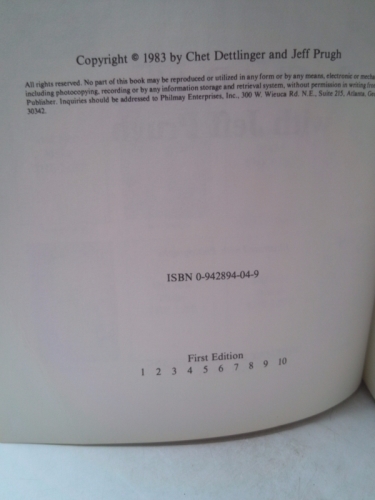 Copyright © 1983 by Chet Dettlinger and Jeff Prugh
All rights reserved. No part of this book may be reproduced or utilized in any form or by any means, electronic or
including photocopying, recording or by any information storage and retrieval system, without permission in writing from
Publisher. Inquiries should be addressed to Philmay Enterprises, Inc., 300 W. Wieuca Rd. N.E., Suite 215, Atlanta,
30342.
ISBN 0-942894-04-9
First Edition
1 2 3 4 5 6 7 8 9 10